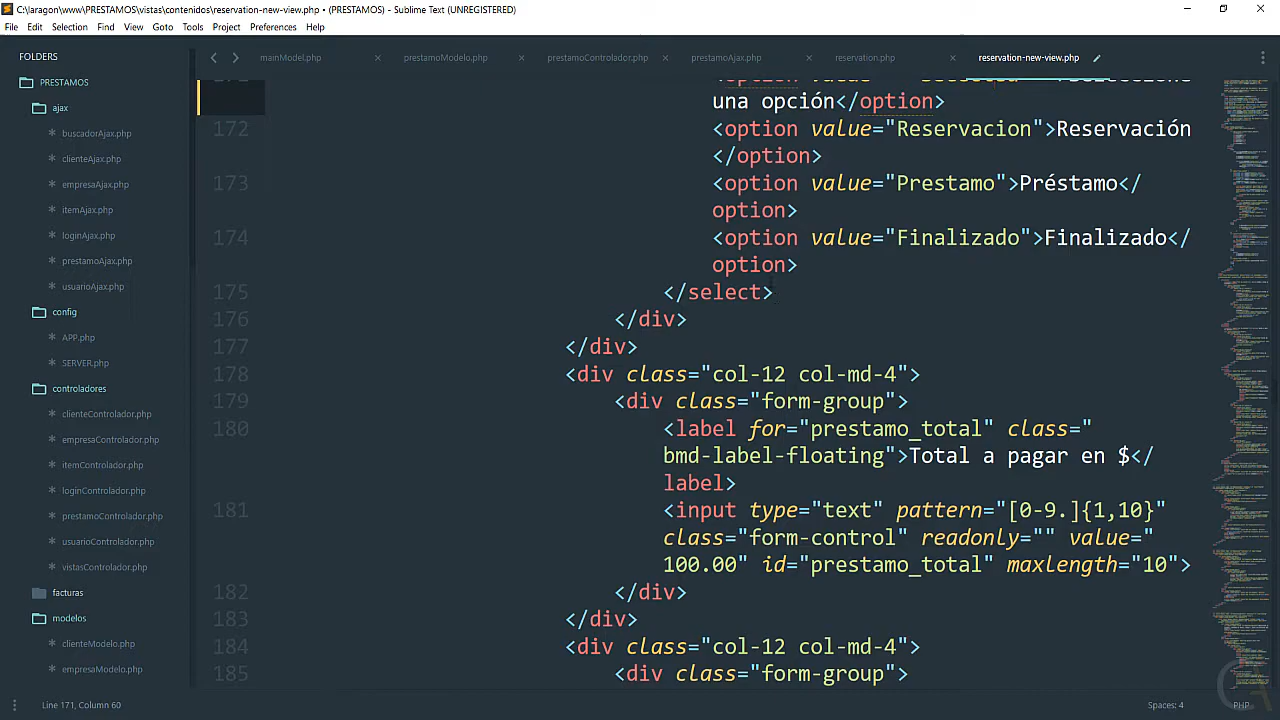 C:\laragon\www\PRESTAMOS\vistas\contenidos\reservation-new-view.php • (PRESTAMOS) - Sublime Text (UNREGISTERED)
File Edit Selection Find View Goto Tools Project Preferences Help
FOLDERS
PRESTAMOS
ajax
buscadorAjax.php
clienteAjax.php
empresaAjax.php
itemAjax.php
loginAjax.php
prestamoAjax.php
usuarioAjax.php
config
APP.php
SERVER.php
controladores
clienteControlador.php
empresaControlador.php
itemControlador.php
loginControlador.php
prestamoControlador.php
usuarioControlador.php
vistasControlador.php
facturas
modelos
clienteModelo.php
empresaModelo.php
mainModel.php prestamoModelo.php prestamoControlador.php prestamoAjax.php reservation.php reservation-new-view.php
una opción</option>
172 <option value="Reservacion">Reservación
</option>
173 <option value="Prestamo">Préstamo</
option>
174 <option value="Finalizado">Finalizado</
option>
175 </select>
176 </div>
177 </div>
178 <div class="col-12 col-md-4">
179 <div class="form-group">
180 <label for="prestamo_total" class="
bmd-label-floating">Total a pagar en $</
label>
181 <input type="text" pattern="[0-9.]{1,10}"
class="form-control" readonly="" value="
100.00" id="prestamo_total" maxlength="10">
182 </div>
183 </div>
184 <div class="col-12 col-md-4">
185 <div class="form-group">
Line 171, Column 60
Spaces: 4 PHP